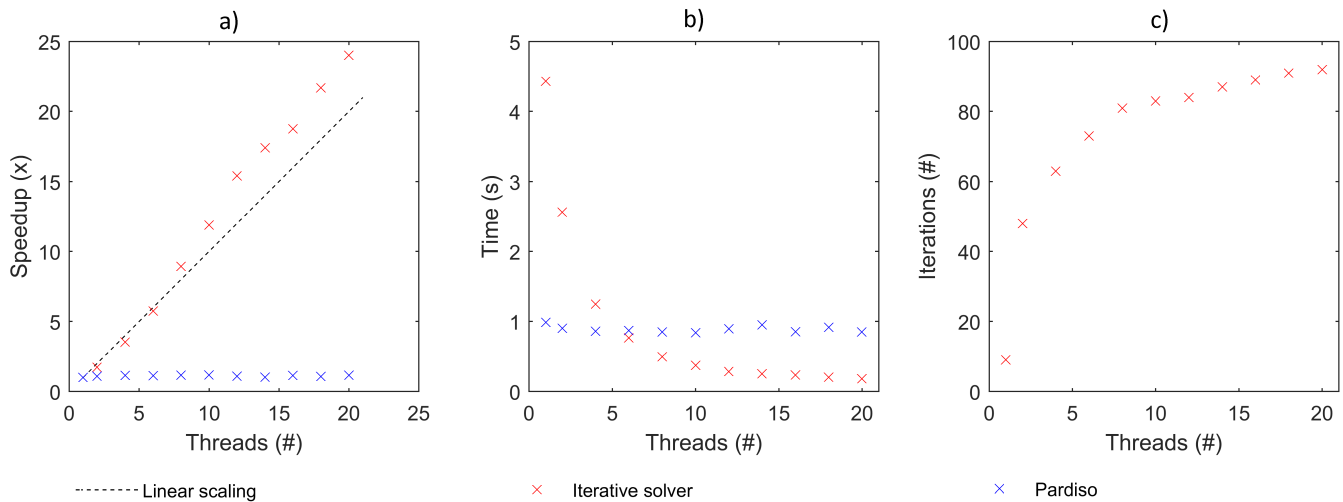 a)
25
20
15
10
5
0
0
5
10
15
20
25
Speedup (x)
Threads (#)
b)
5
4
3
2
1
0
0
5
10
15
20
Time (s)
Threads (#)
c)
100
80
60
40
20
0
0
5
10
15
20
Iterations (#)
Threads (#)
Linear scaling
Iterative solver
Pardiso